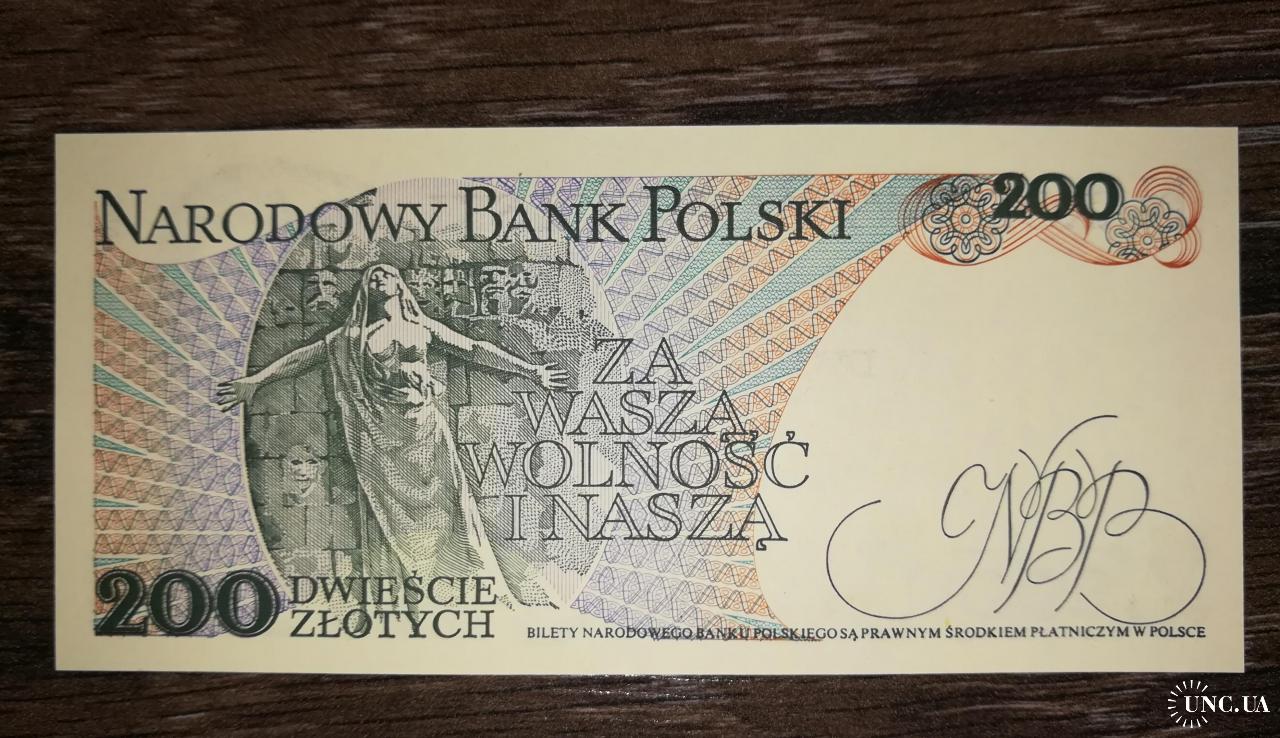 NARODOWY BANK POLSKI
200
ZA
WASZĄ
WOLNOŚĆ
I NASZĄ
NBP
200 DWIEŚCIE
ZŁOTYCH
BILETY NARODOWEGO BANKU POLSKIEGO SĄ PRAWNYM ŚRODKIEM PŁATNICZYM W POLSCE
UNC.UA